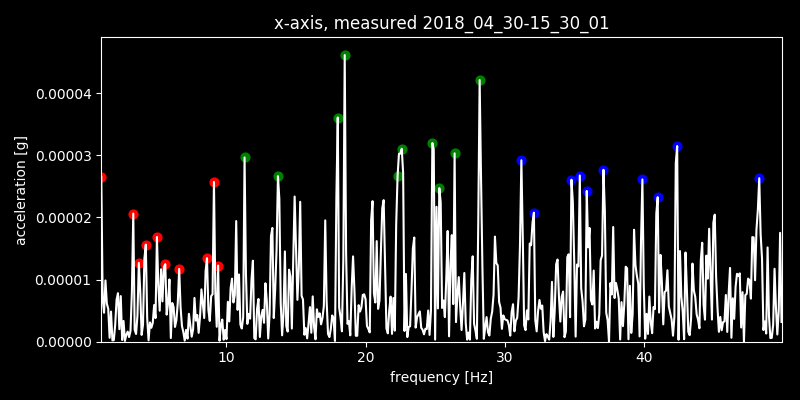 x-axis, measured 2018_04_30-15_30_01
acceleration [g]
0.00004
0.00003
0.00002
0.00001
0.00000
10 20 30 40
frequency [Hz]